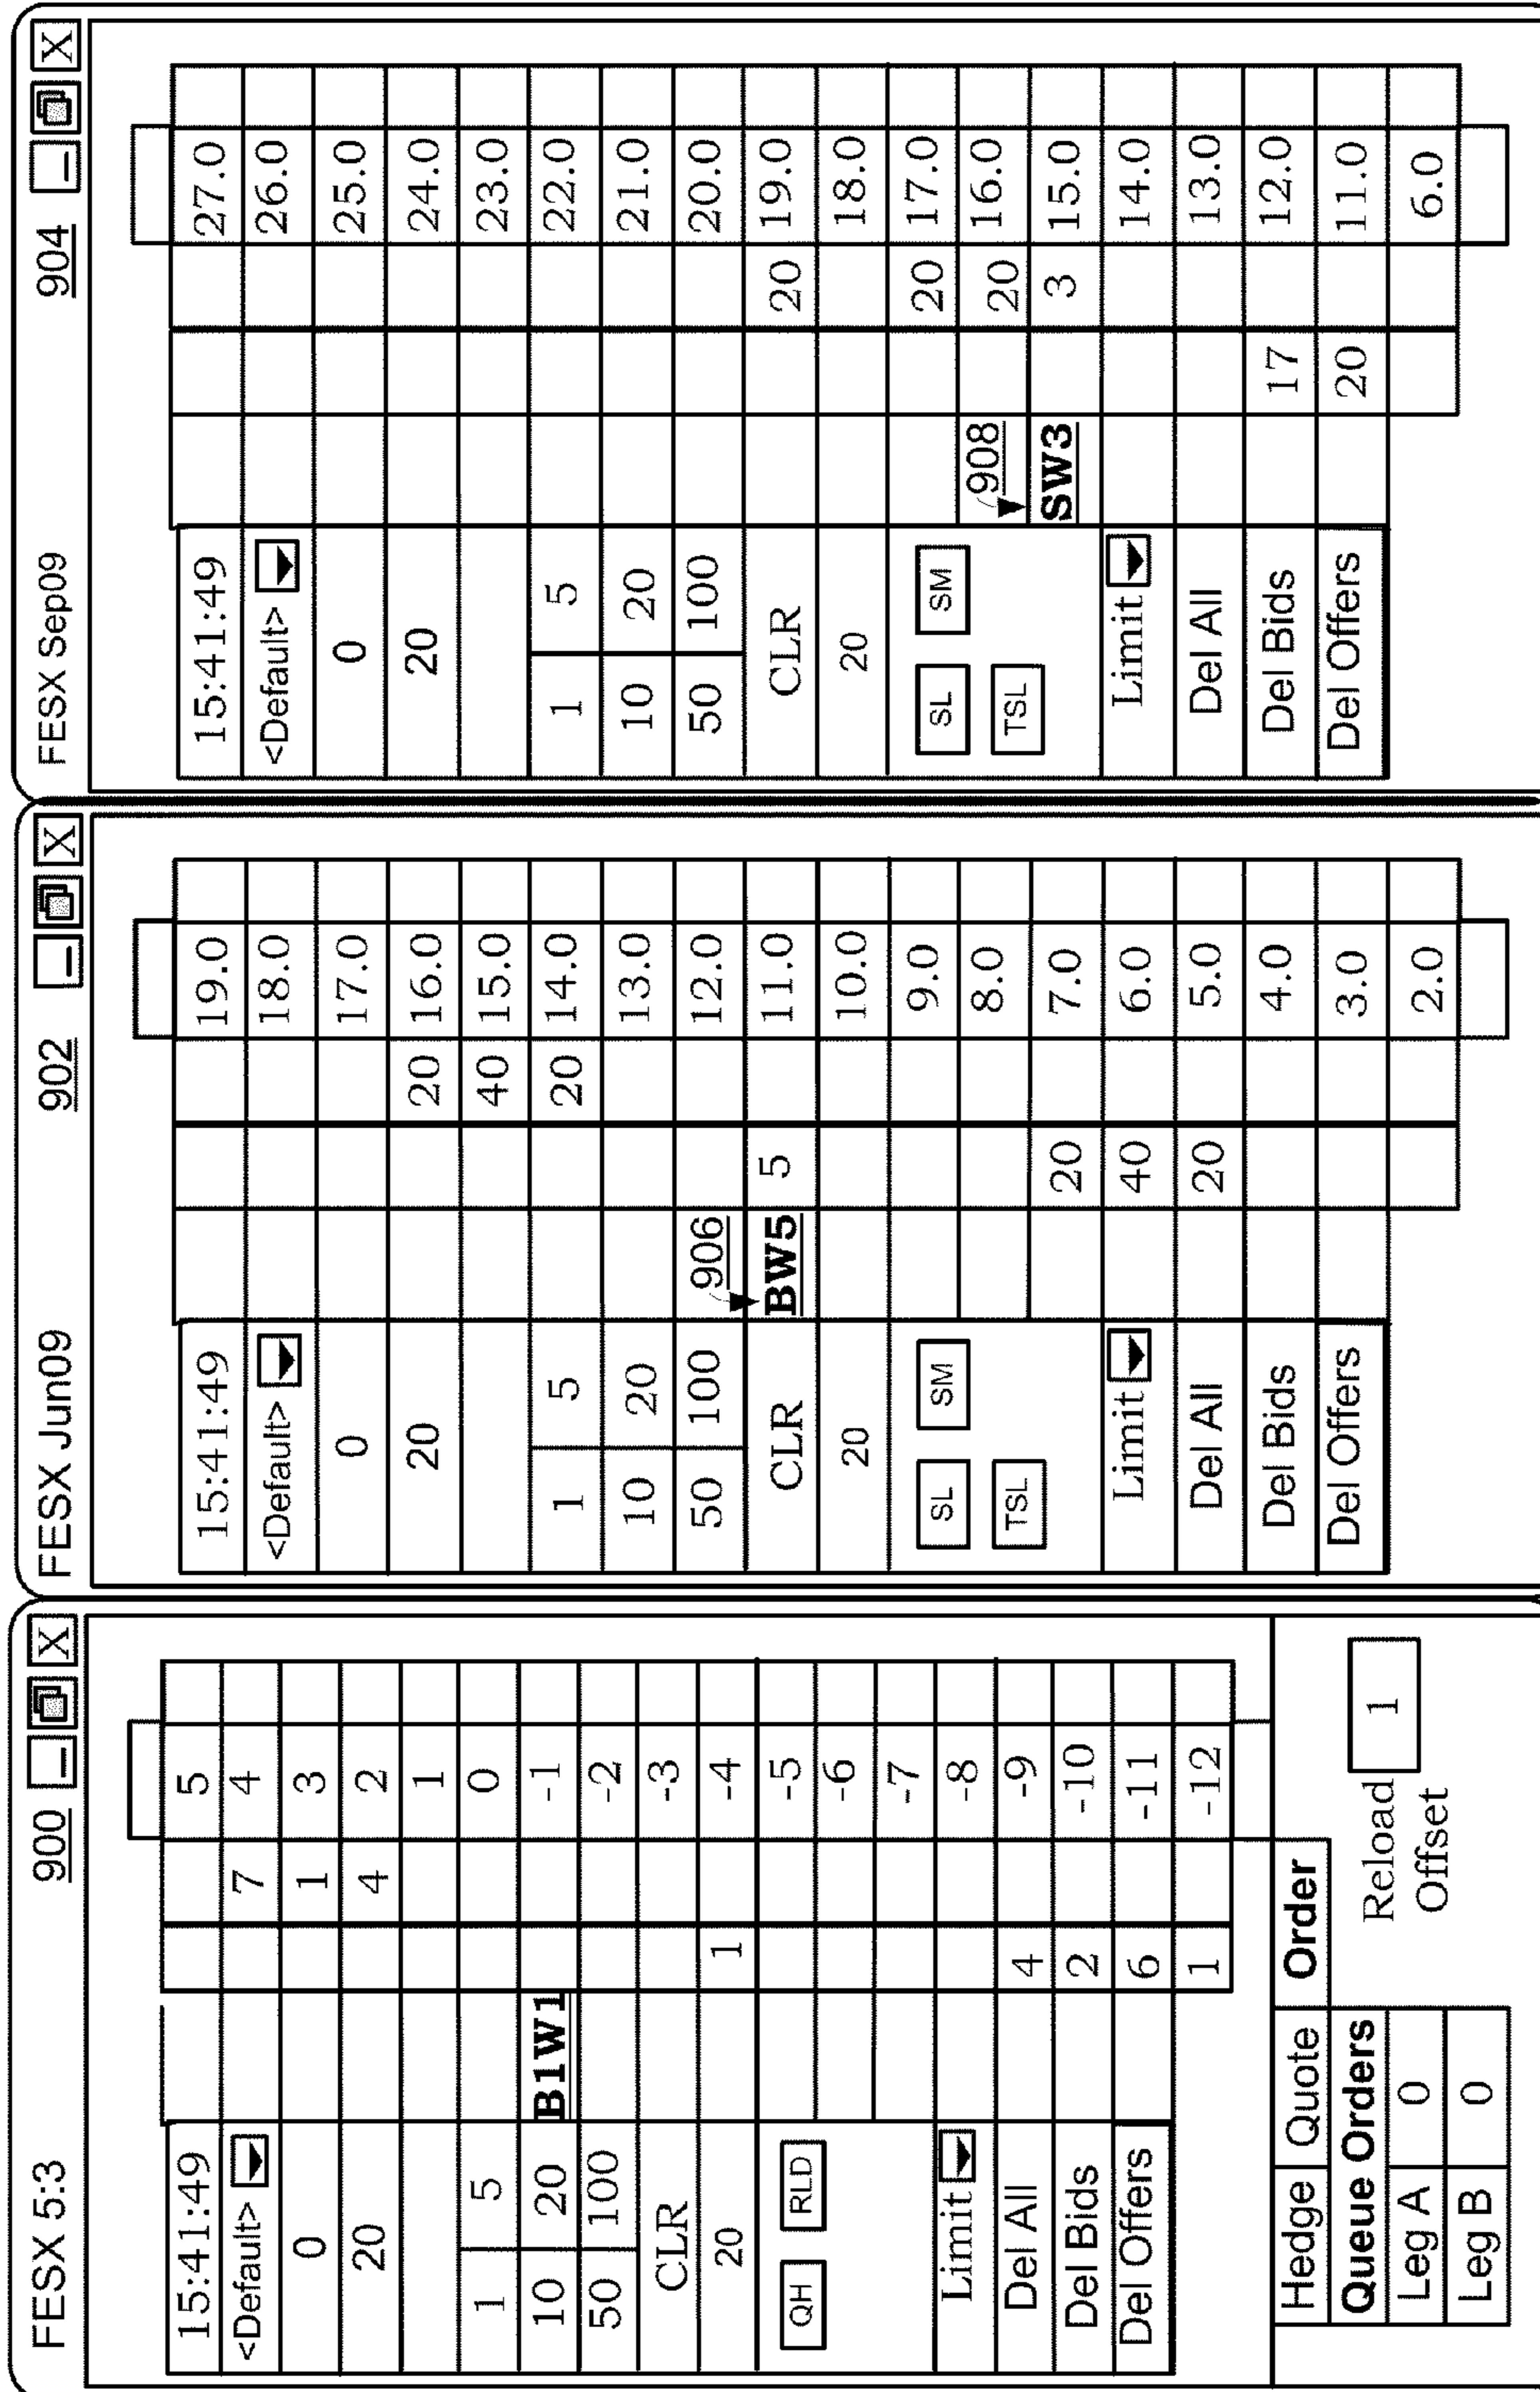 FESX 5:3 900 _ X
15:41:49 5
<Default> 7 4
0 1 3
20 4 2
1
1 5 0
10 20 B1W1 -1
50 100 -2
CLR -3
20 1 -4
QH RLD -5
-6
-7
Limit -8
Del All 4 -9
Del Bids 2 -10
Del Offers 6 -11
1 -12
Hedge Quote Order
Queue Orders
Leg A 0
Leg B 0
Reload 1
Offset
FESX Jun09 902 _ X
15:41:49 19.0
<Default> 18.0
0 17.0
20 20 16.0
40 15.0
1 5 20 14.0
10 20 13.0
50 100 906 12.0
CLR BW5 5 11.0
20 10.0
SL SM 9.0
TSL 8.0
20 7.0
Limit 40 6.0
Del All 20 5.0
Del Bids 4.0
Del Offers 3.0
2.0
FESX Sep09 904 _ X
15:41:49 27.0
<Default> 26.0
0 25.0
20 24.0
23.0
1 5 22.0
10 20 21.0
50 100 20.0
CLR 20 19.0
20 18.0
SL SM 20 17.0
TSL 908 20 16.0
SW3 3 15.0
Limit 14.0
Del All 13.0
Del Bids 17 12.0
Del Offers 20 11.0
6.0